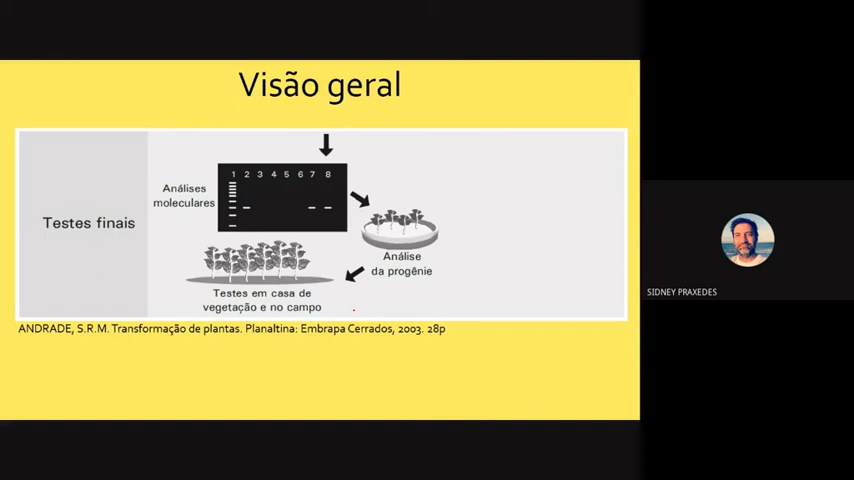 Visão geral
Testes finais
Análises
moleculares
1 2 3 4 5 6 7 8
Análise
da progênie
Testes em casa de
vegetação e no campo
ANDRADE, S.R.M. Transformação de plantas. Planaltina: Embrapa Cerrados, 2003. 28p
SIDNEY PRAXEDES